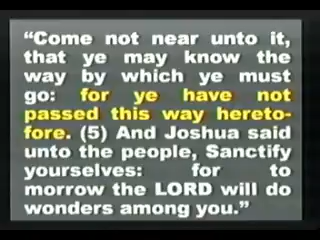 “Come not near unto it,
that ye may know the
way by which ye must
go: for ye have not
passed this way hereto-
fore. (5) And Joshua said
unto the people, Sanctify
yourselves: for to
morrow the LORD will do
wonders among you.”